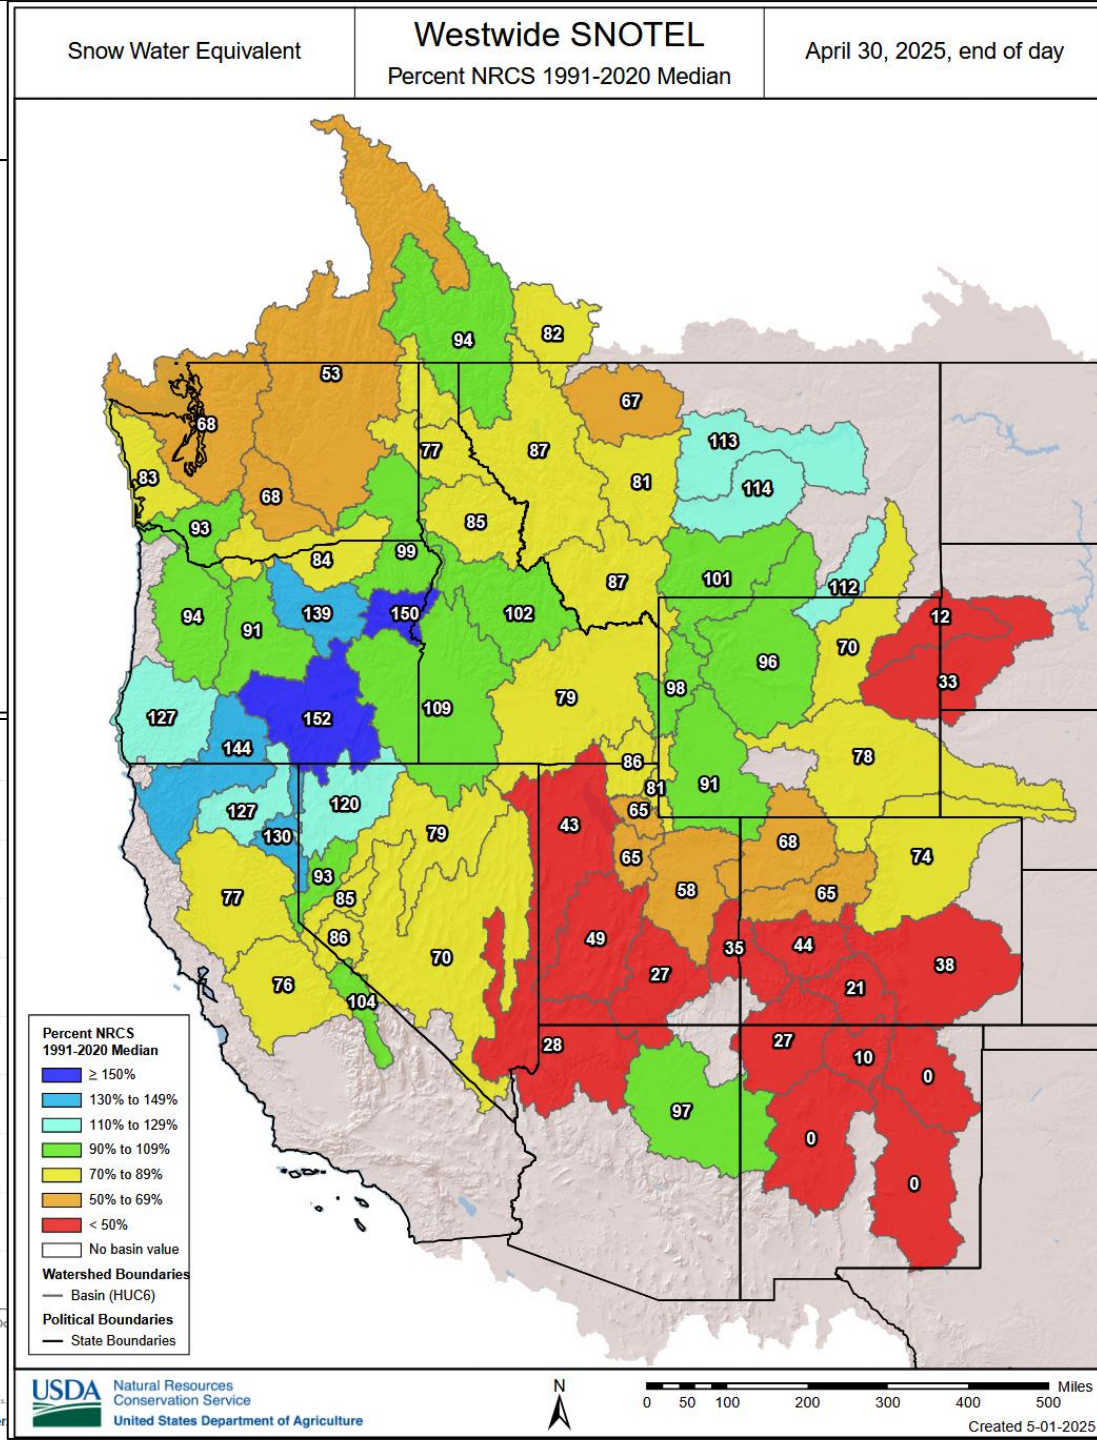 Snow Water Equivalent
Westwide SNOTEL
Percent NRCS 1991-2020 Median
April 30, 2025, end of day
82
94
53
67
68
87
113
77
81
114
83
68
85
93
84
99
87
101
112
94
91
139
150
102
12
96
70
98
33
127
152
109
79
144
78
86
91
81
127
120
65
43
130
79
68
74
65
93
77
85
58
65
86
49
35
44
38
70
27
76
21
104
28
27
10
0
97
0
0
Percent NRCS
1991-2020 Median
≥ 150%
130% to 149%
110% to 129%
90% to 109%
70% to 89%
50% to 69%
< 50%
No basin value
Watershed Boundaries
Basin (HUC6)
Political Boundaries
State Boundaries
USDA
Natural Resources
Conservation Service
United States Department of Agriculture
N
Miles
0 50 100 200 300 400 500
Created 5-01-2025